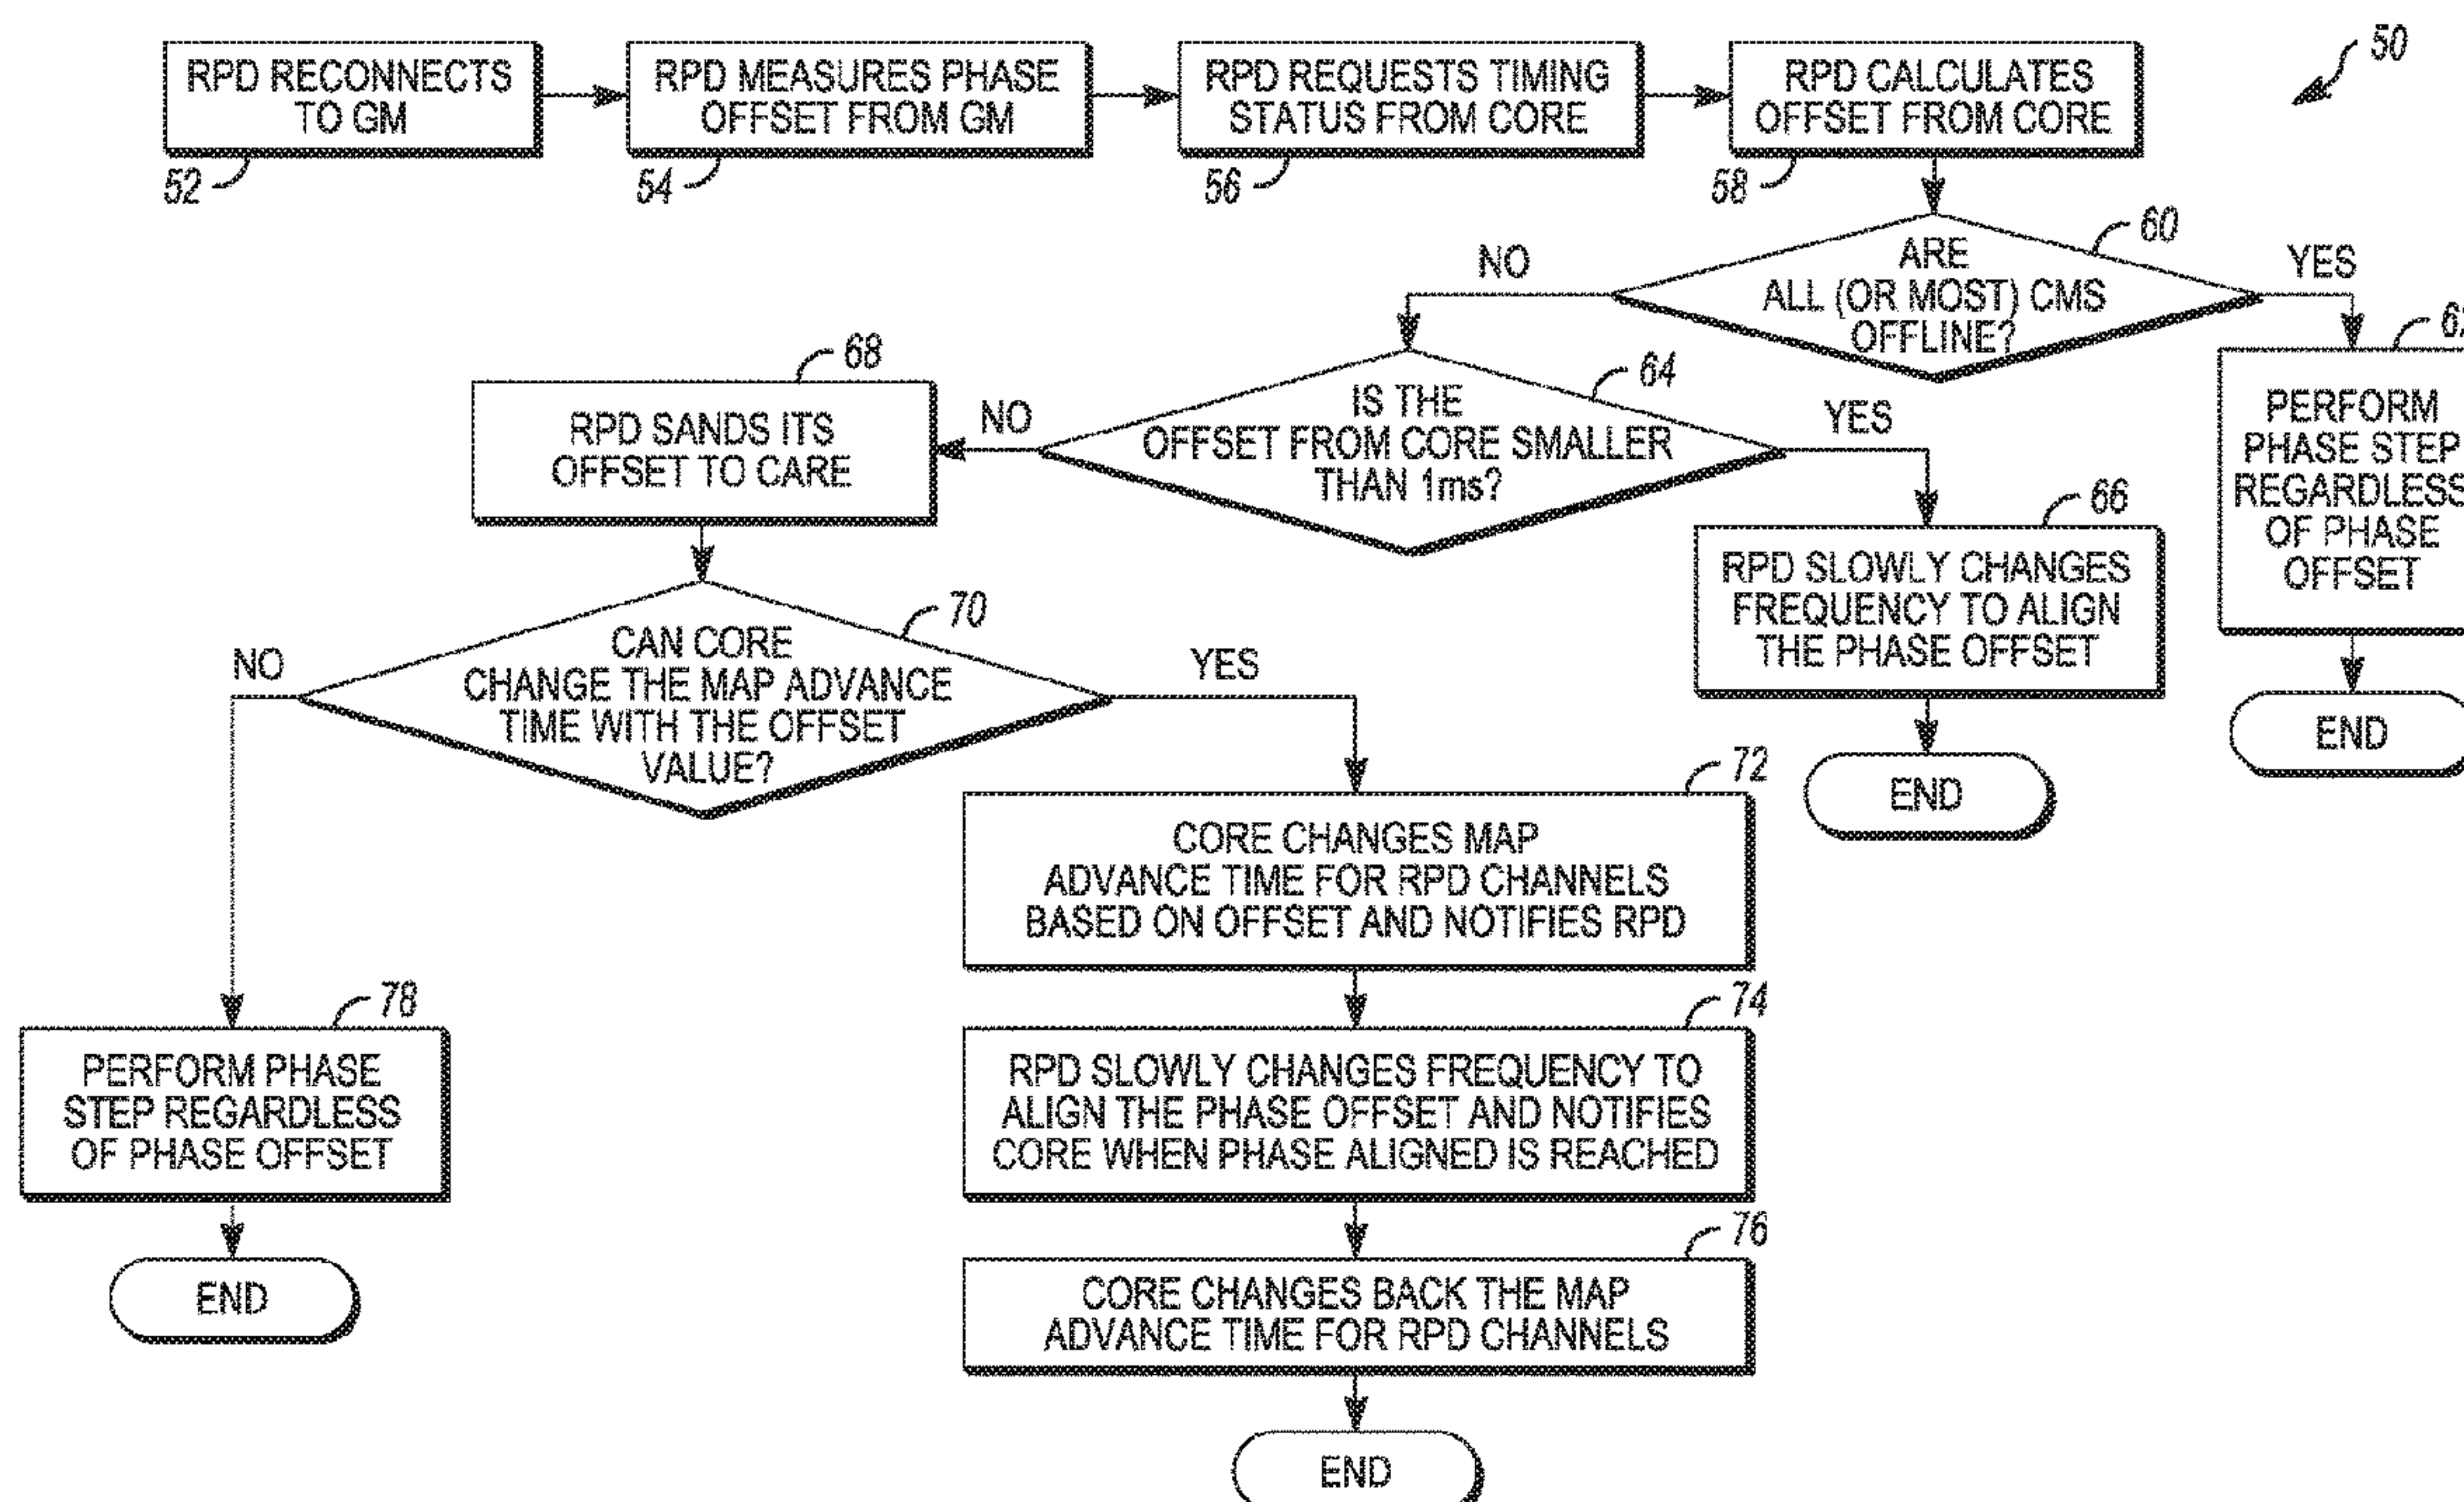 50
RPD RECONNECTS
TO GM
52
RPD MEASURES PHASE
OFFSET FROM GM
54
RPD REQUESTS TIMING
STATUS FROM CORE
56
RPD CALCULATES
OFFSET FROM CORE
58
ARE
ALL (OR MOST) CMS
OFFLINE?
60
NO
YES
PERFORM
PHASE STEP
REGARDLESS
OF PHASE
OFFSET
END
IS THE
OFFSET FROM CORE SMALLER
THAN 1ms?
64
NO
YES
66
RPD SLOWLY CHANGES
FREQUENCY TO ALIGN
THE PHASE OFFSET
END
68
RPD SANDS ITS
OFFSET TO CARE
70
CAN CORE
CHANGE THE MAP ADVANCE
TIME WITH THE OFFSET
VALUE?
NO
YES
72
CORE CHANGES MAP
ADVANCE TIME FOR RPD CHANNELS
BASED ON OFFSET AND NOTIFIES RPD
74
RPD SLOWLY CHANGES FREQUENCY TO
ALIGN THE PHASE OFFSET AND NOTIFIES
CORE WHEN PHASE ALIGNED IS REACHED
76
CORE CHANGES BACK THE MAP
ADVANCE TIME FOR RPD CHANNELS
END
78
PERFORM PHASE
STEP REGARDLESS
OF PHASE OFFSET
END